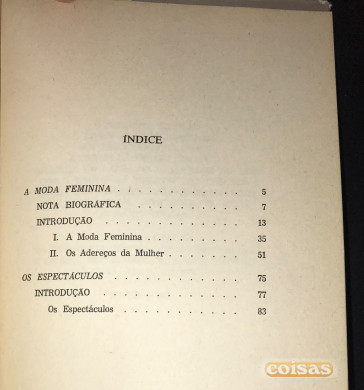 ÍNDICE
A MODA FEMININA . . . . . . . . . . . 5
NOTA BIOGRÁFICA . . . . . . . . . . 7
INTRODUÇÃO . . . . . . . . . . . . 13
I. A Moda Feminina . . . . . . . . . 35
II. Os Adereços da Mulher . . . . . . . 51
OS ESPECTÁCULOS . . . . . . . . . . . 75
INTRODUÇÃO . . . . . . . . . . . . 77
Os Espectáculos . . . . . . . . . . . 83
coisas